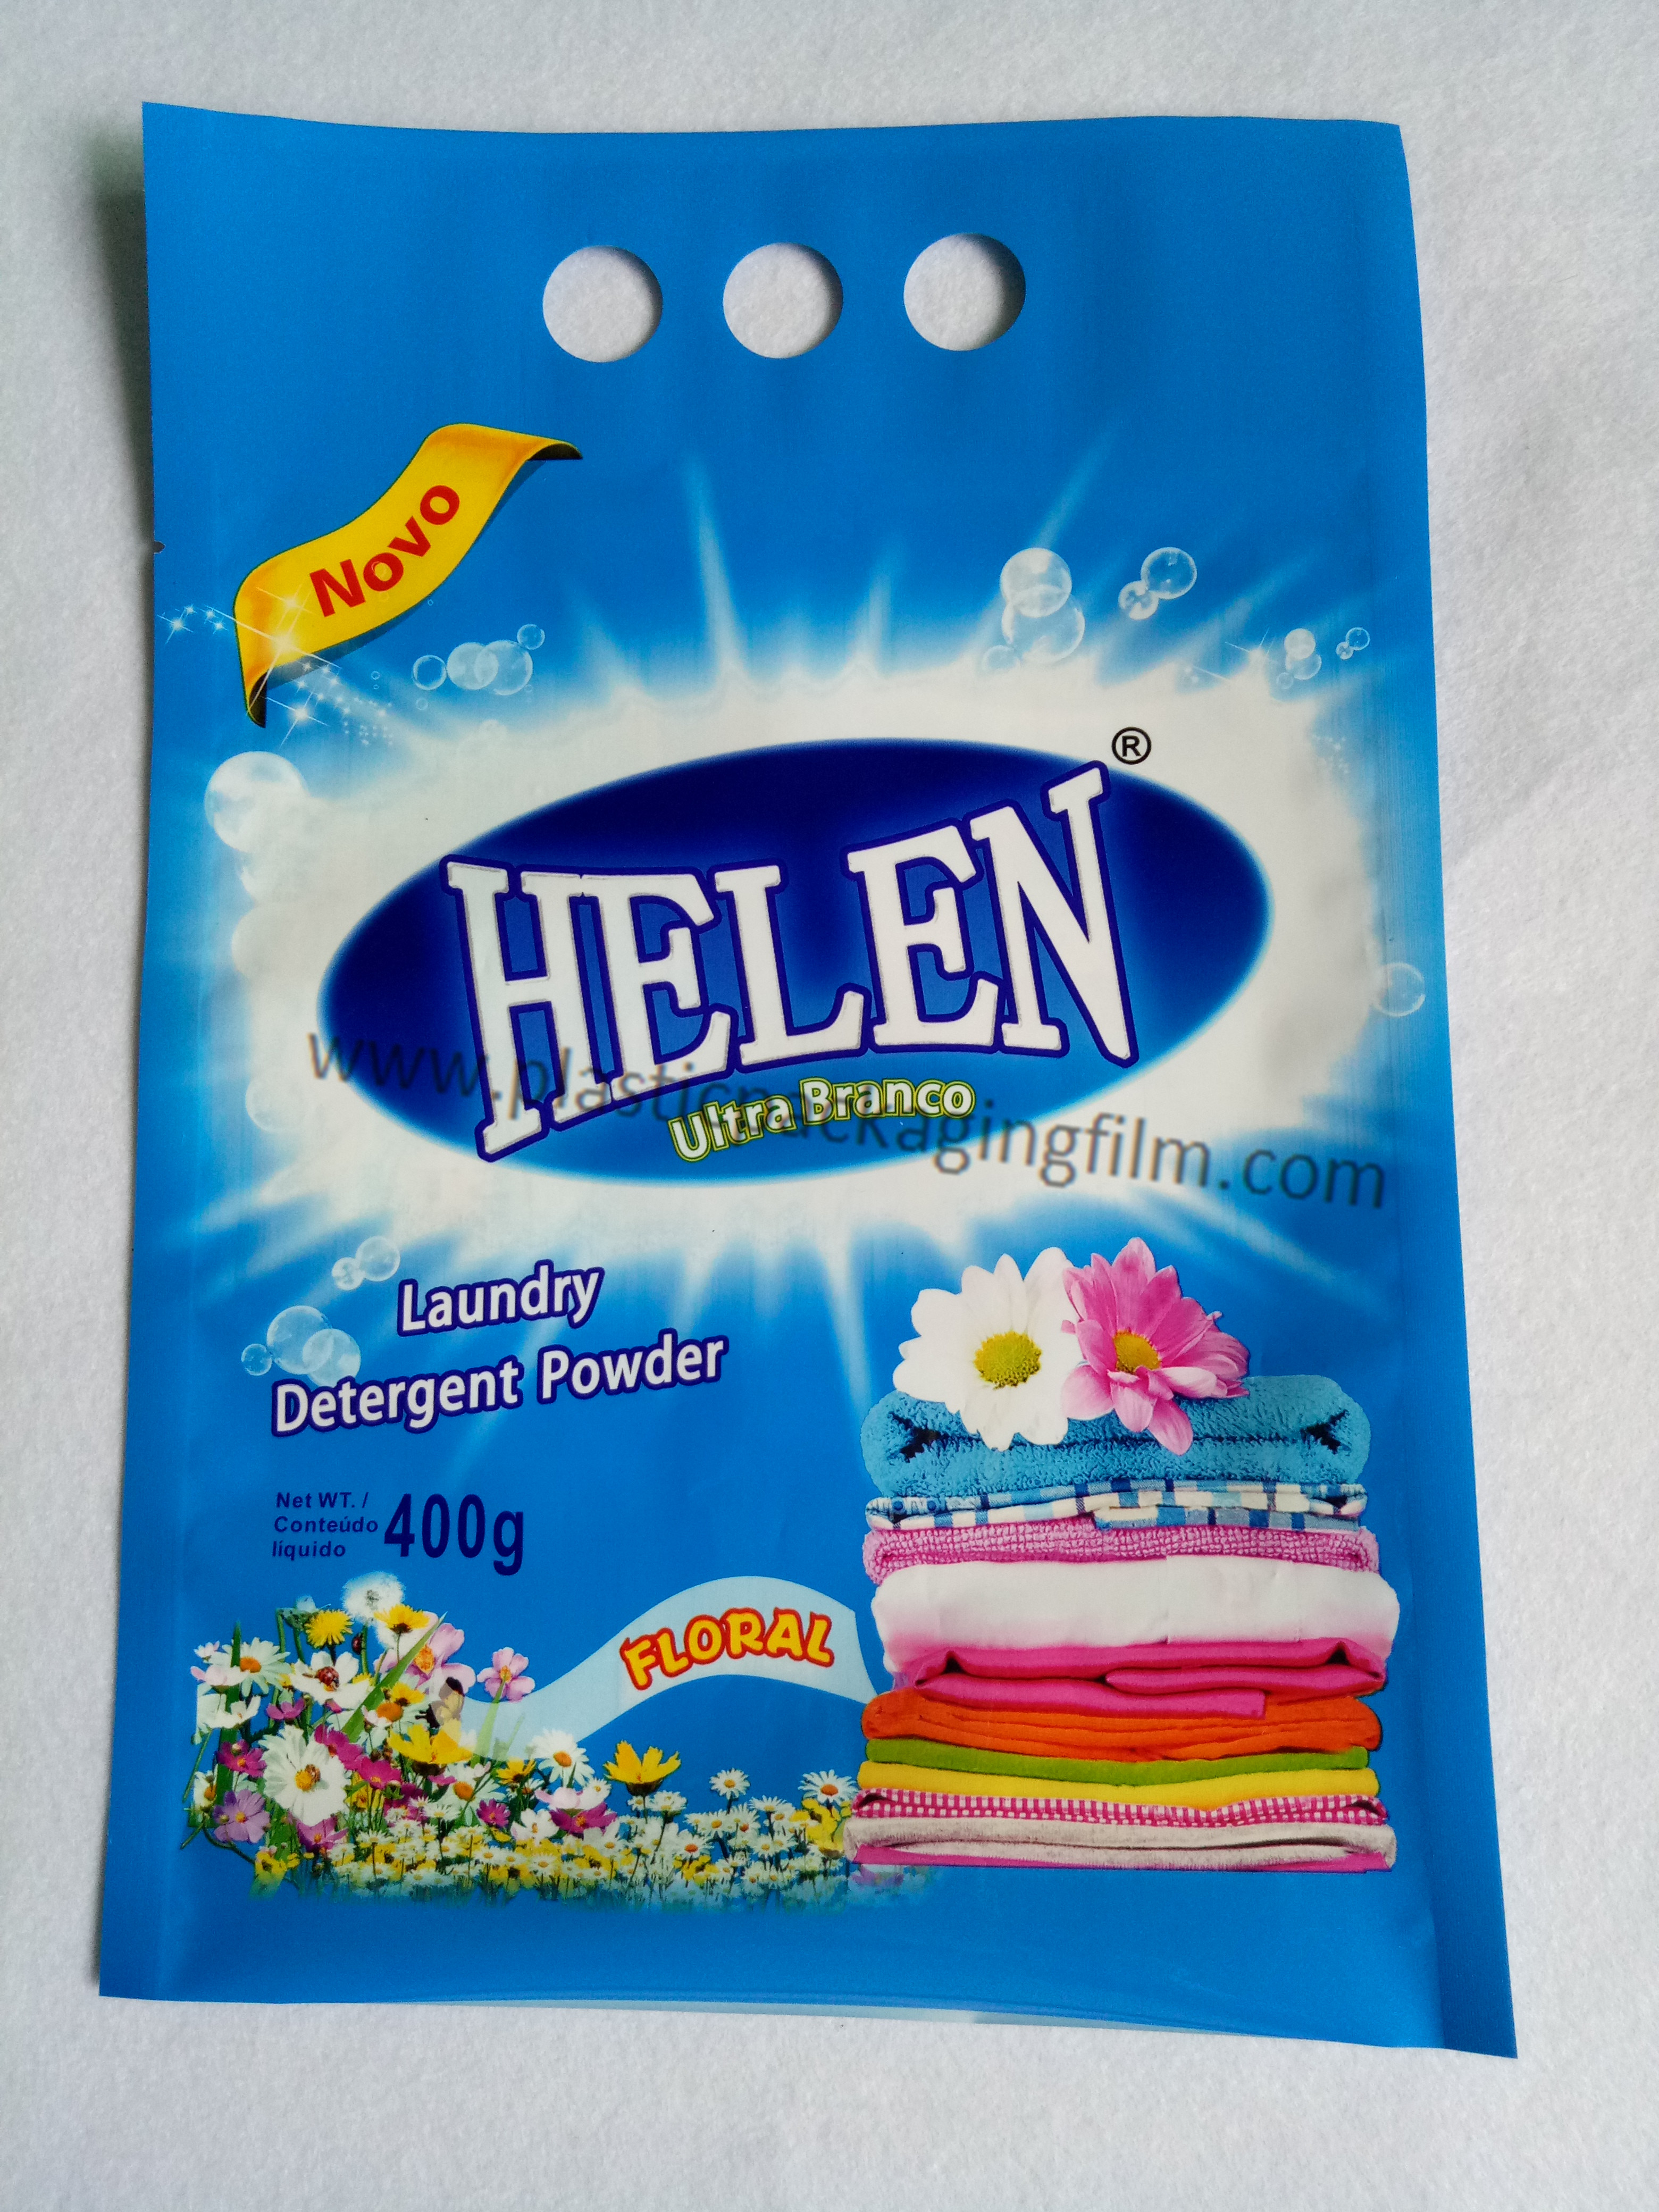 Novo
HELEN®
Ultra Branco
www.plasticpackagingfilm.com
Laundry
Detergent Powder
Net WT. /
Conteúdo
líquido
400g
FLORAL